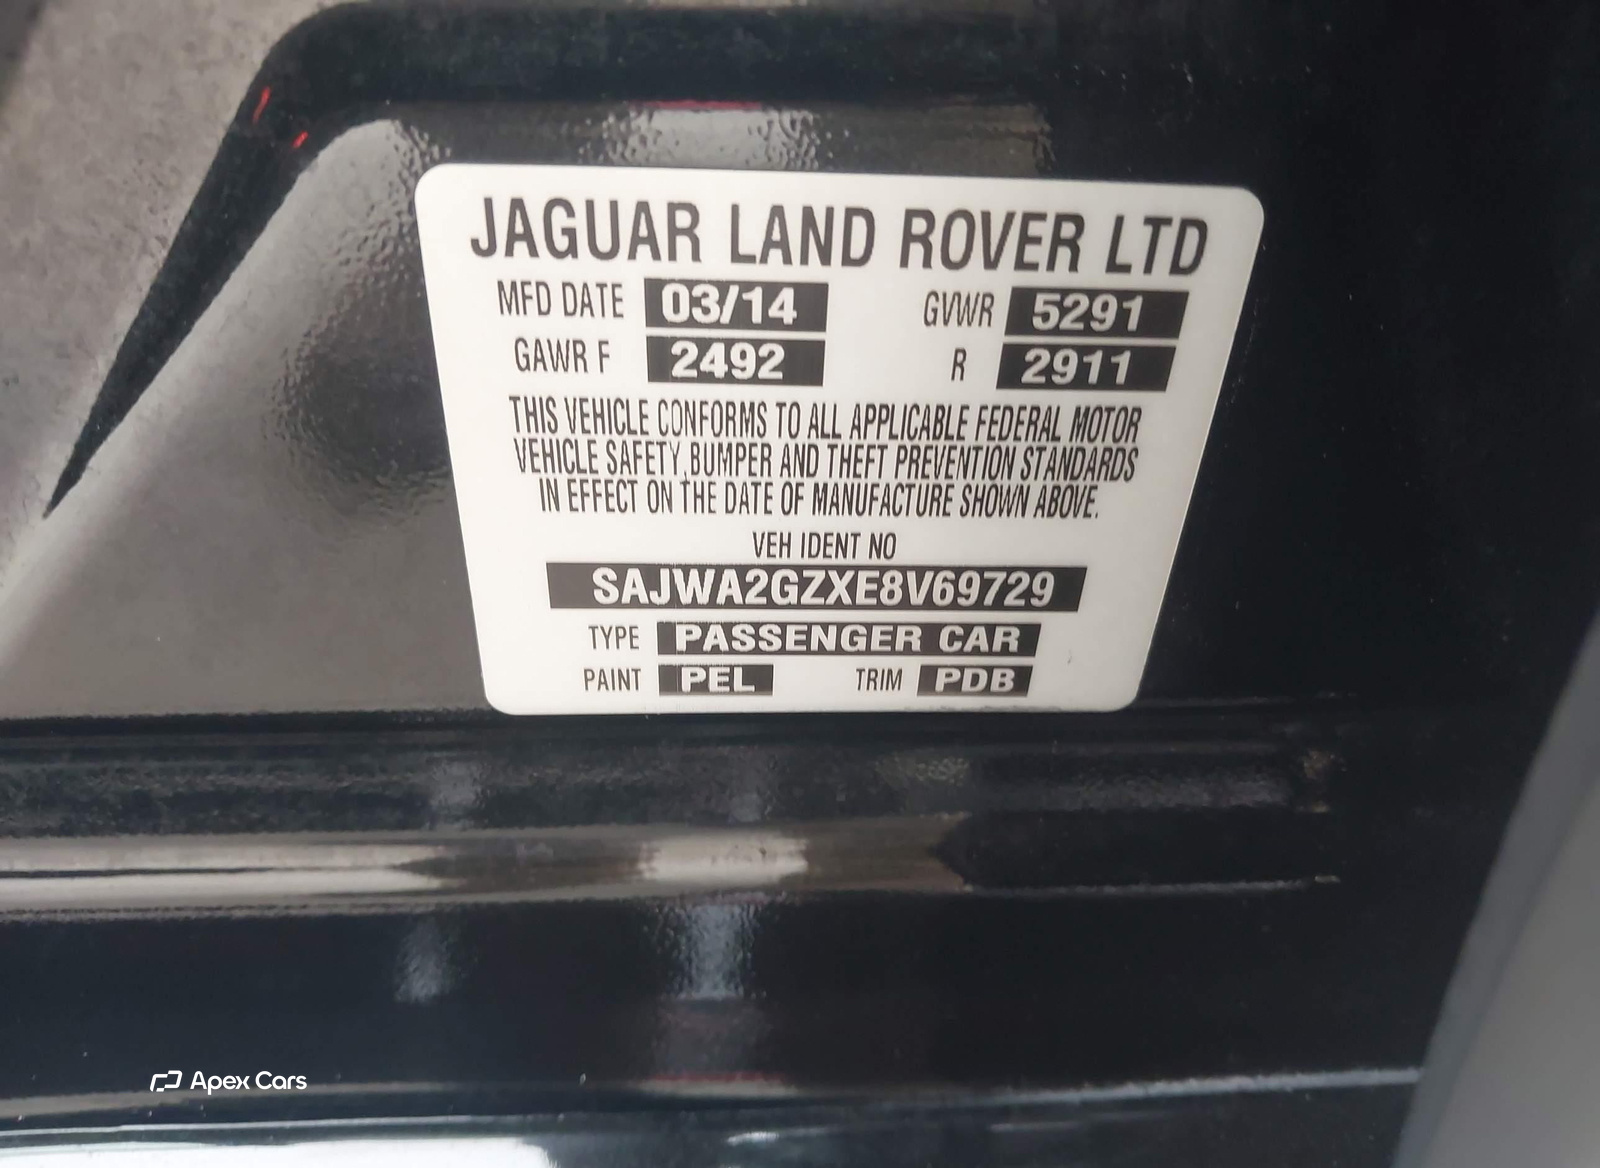 JAGUAR LAND ROVER LTD
MFD DATE 03/14 GVWR 5291
GAWR F 2492 R 2911
THIS VEHICLE CONFORMS TO ALL APPLICABLE FEDERAL MOTOR
VEHICLE SAFETY,BUMPER AND THEFT PREVENTION STANDARDS
IN EFFECT ON THE DATE OF MANUFACTURE SHOWN ABOVE.
VEH IDENT NO
SAJWA2GZXE8V69729
TYPE PASSENGER CAR
PAINT PEL TRIM PDB
Apex Cars